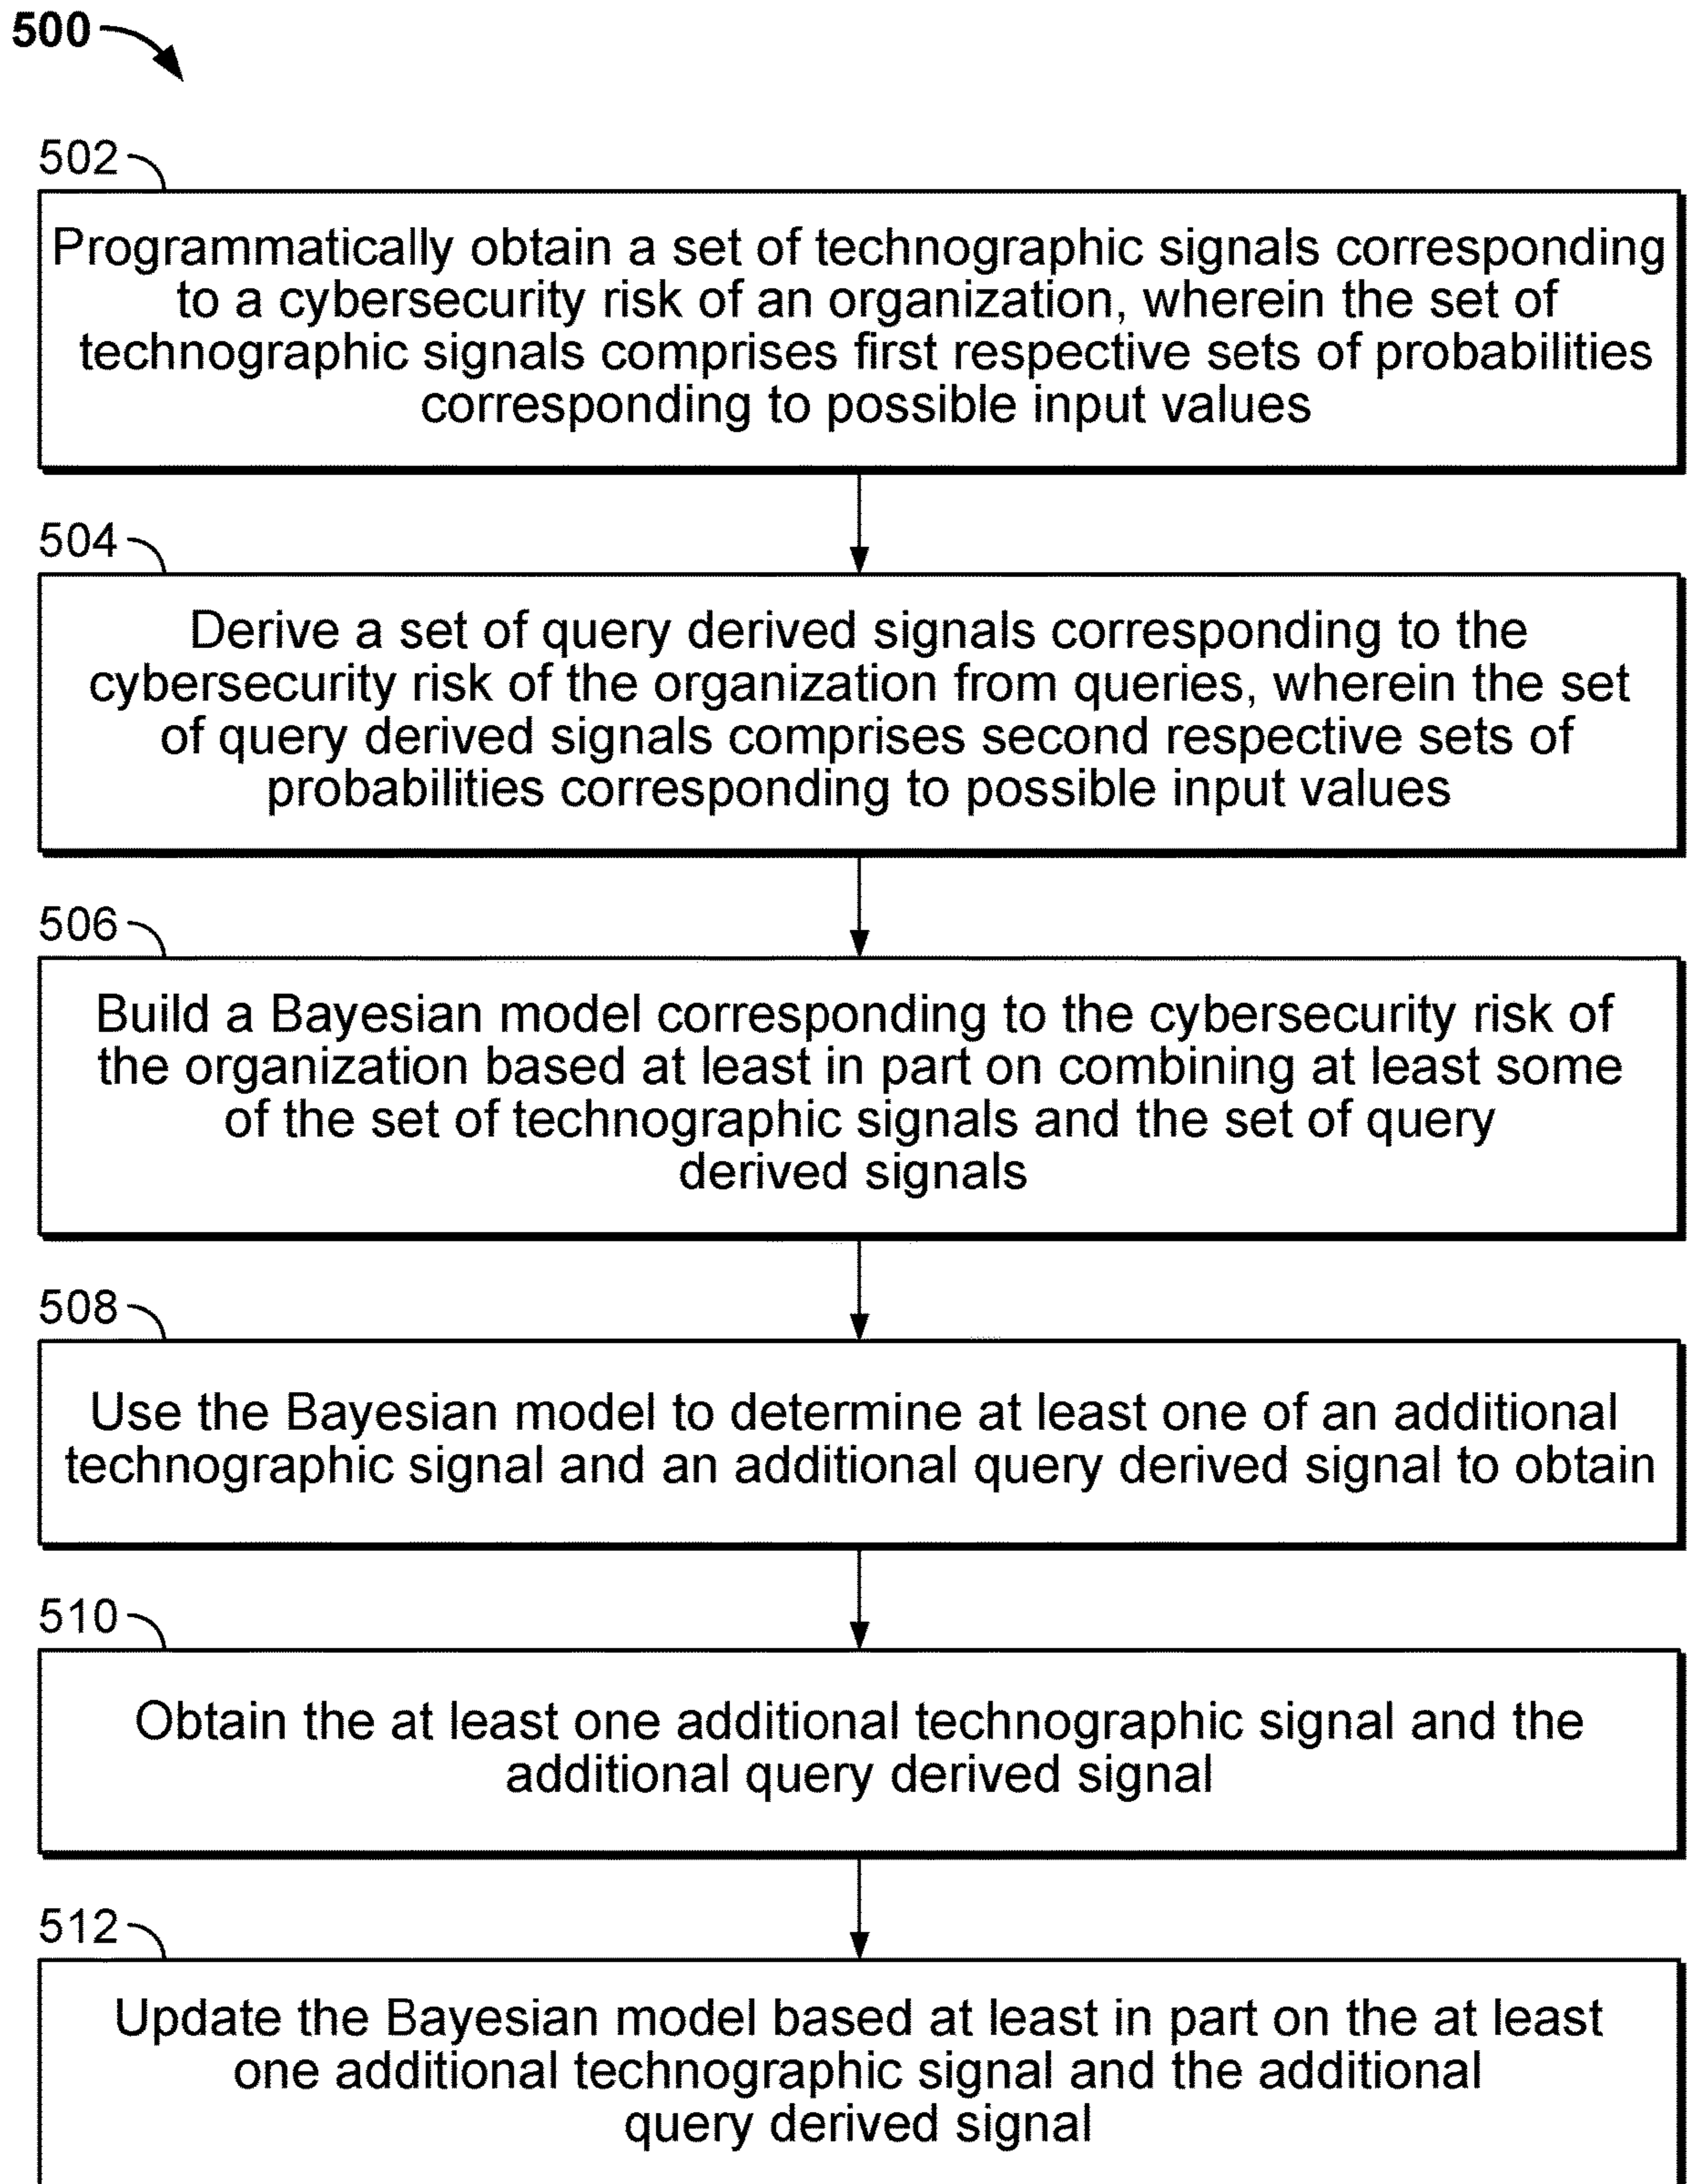 500
502
Programmatically obtain a set of technographic signals corresponding
to a cybersecurity risk of an organization, wherein the set of
technographic signals comprises first respective sets of probabilities
corresponding to possible input values
504
Derive a set of query derived signals corresponding to the
cybersecurity risk of the organization from queries, wherein the set
of query derived signals comprises second respective sets of
probabilities corresponding to possible input values
506
Build a Bayesian model corresponding to the cybersecurity risk of
the organization based at least in part on combining at least some
of the set of technographic signals and the set of query
derived signals
508
Use the Bayesian model to determine at least one of an additional
technographic signal and an additional query derived signal to obtain
510
Obtain the at least one additional technographic signal and the
additional query derived signal
512
Update the Bayesian model based at least in part on the at least
one additional technographic signal and the additional
query derived signal